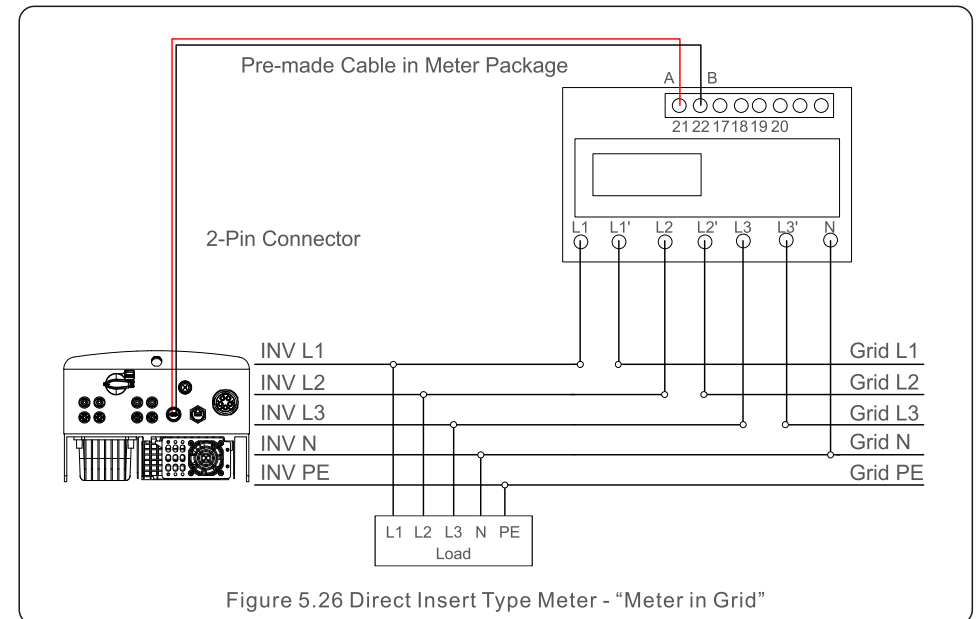 Pre-made Cable in Meter Package
A B
21 22 17 18 19 20
2-Pin Connector
L1 L1' L2 L2' L3 L3' N
INV L1 Grid L1
INV L2 Grid L2
INV L3 Grid L3
INV N Grid N
INV PE Grid PE
L1 L2 L3 N PE
Load
Figure 5.26 Direct Insert Type Meter - “Meter in Grid”